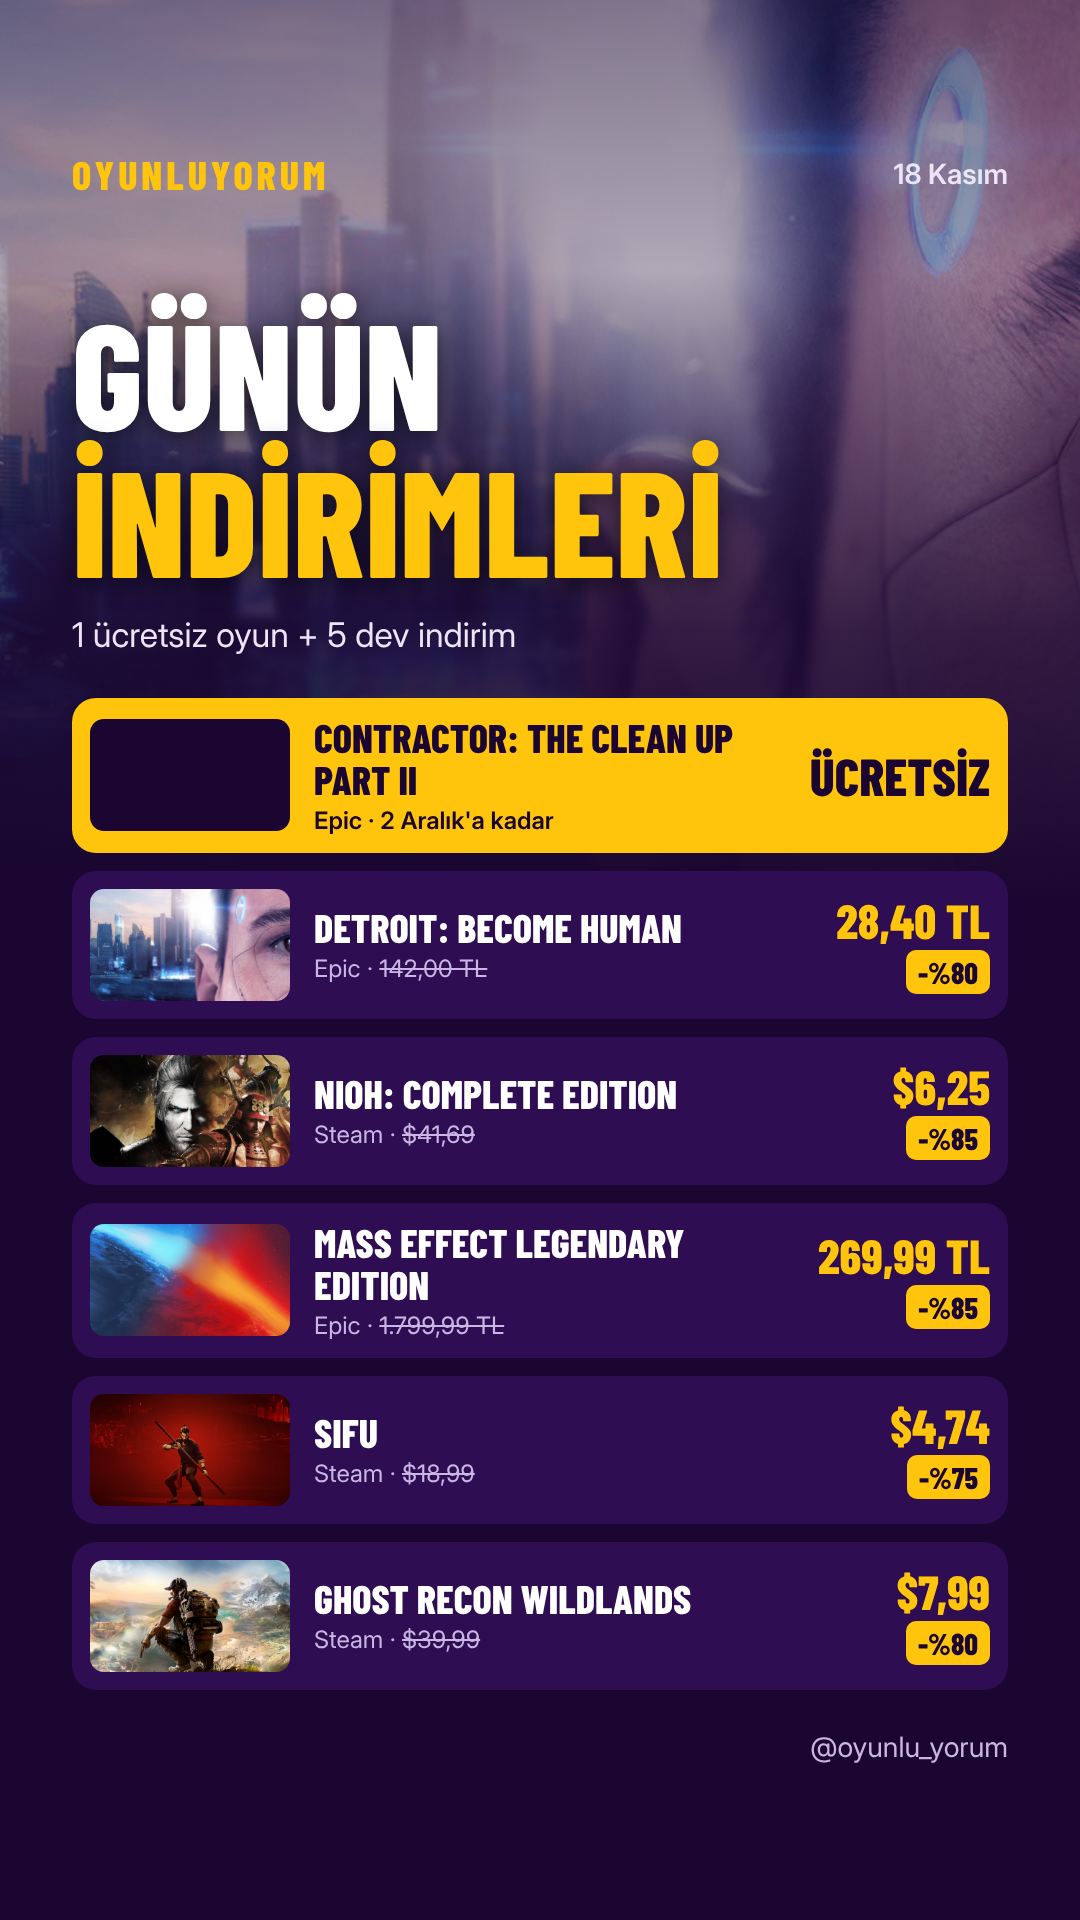 OYUNLUYORUM
18 Kasım
GÜNÜN
İNDİRİMLERİ
1 ücretsiz oyun + 5 dev indirim
CONTRACTOR: THE CLEAN UP
PART II
Epic · 2 Aralık'a kadar
ÜCRETSİZ
DETROIT: BECOME HUMAN
Epic · 142,00 TL
28,40 TL
-%80
NIOH: COMPLETE EDITION
Steam · $41,69
$6,25
-%85
MASS EFFECT LEGENDARY
EDITION
Epic · 1.799,99 TL
269,99 TL
-%85
SIFU
Steam · $18,99
$4,74
-%75
GHOST RECON WILDLANDS
Steam · $39,99
$7,99
-%80
@oyunlu_yorum